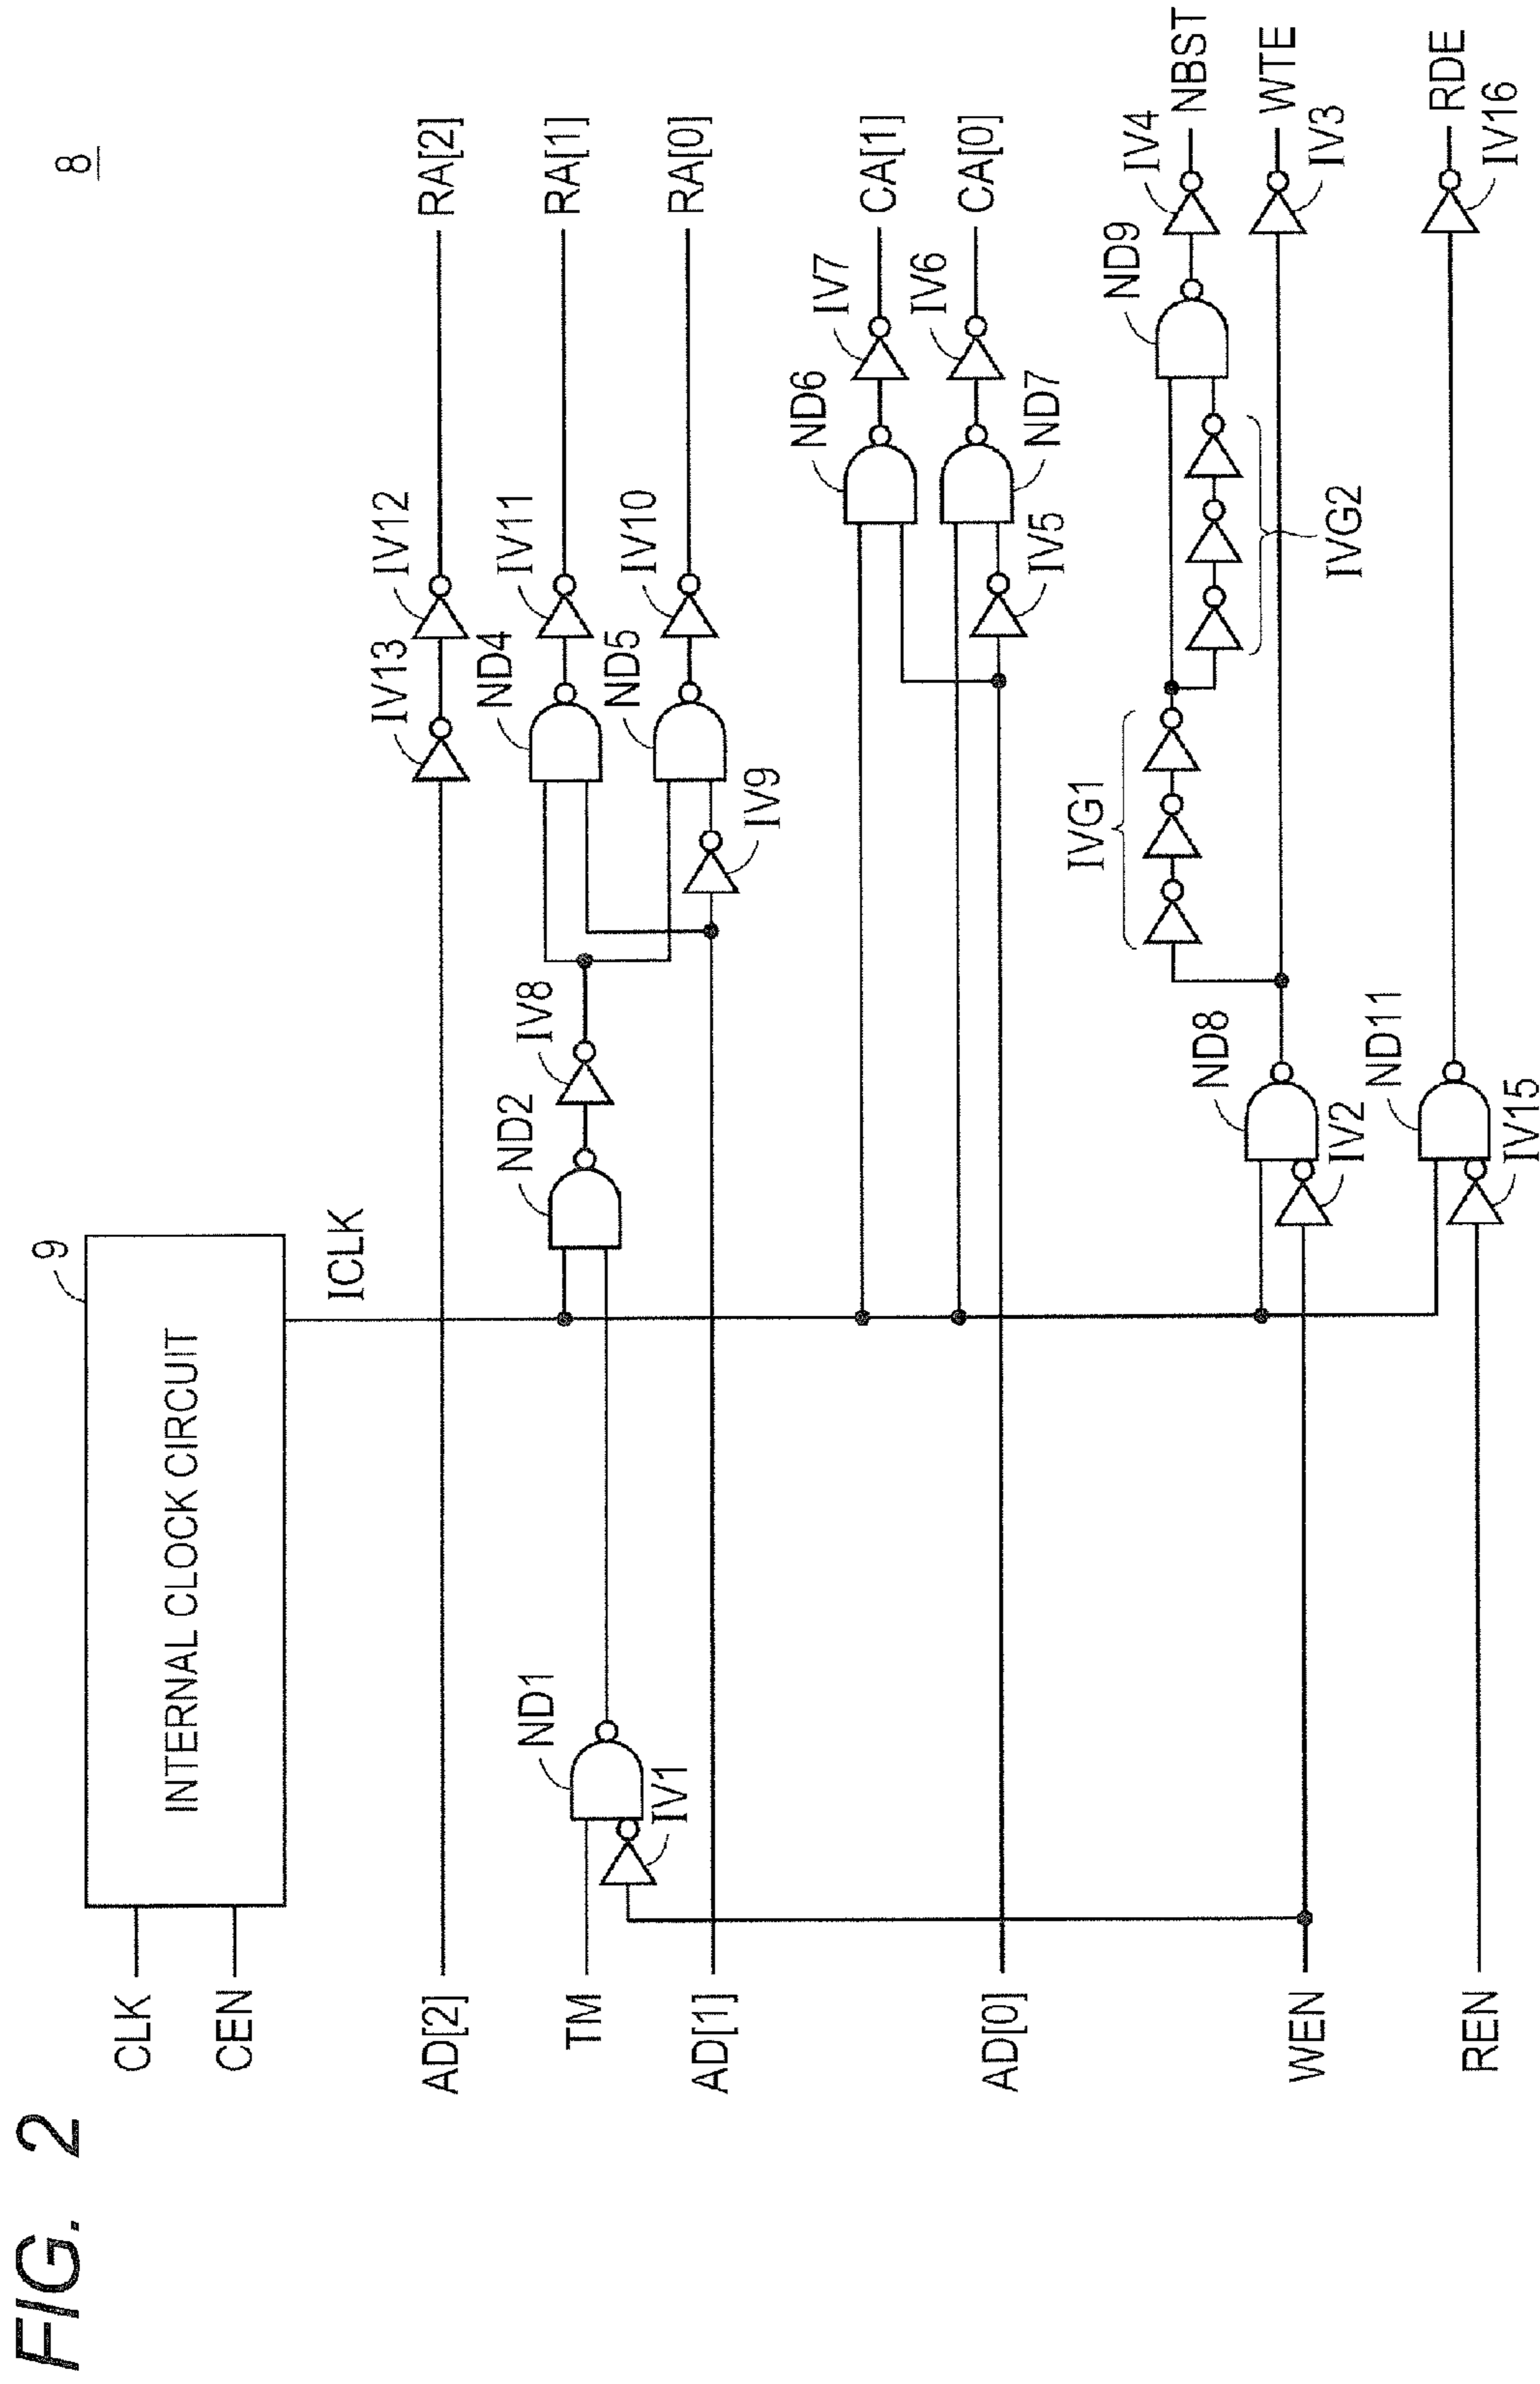 FIG. 2
8
9
INTERNAL CLOCK CIRCUIT
CLK
CEN
ICLK
AD[2]
IV13
IV12
RA[2]
TM
ND1
IV1
ND2
IV8
ND4
IV11
RA[1]
AD[1]
IV9
ND5
IV10
RA[0]
ND6
IV7
CA[1]
AD[0]
IV5
ND7
IV6
CA[0]
IVG1
IVG2
ND9
IV4
NBST
WEN
IV2
ND8
IV3
WTE
REN
IV15
ND11
IV16
RDE